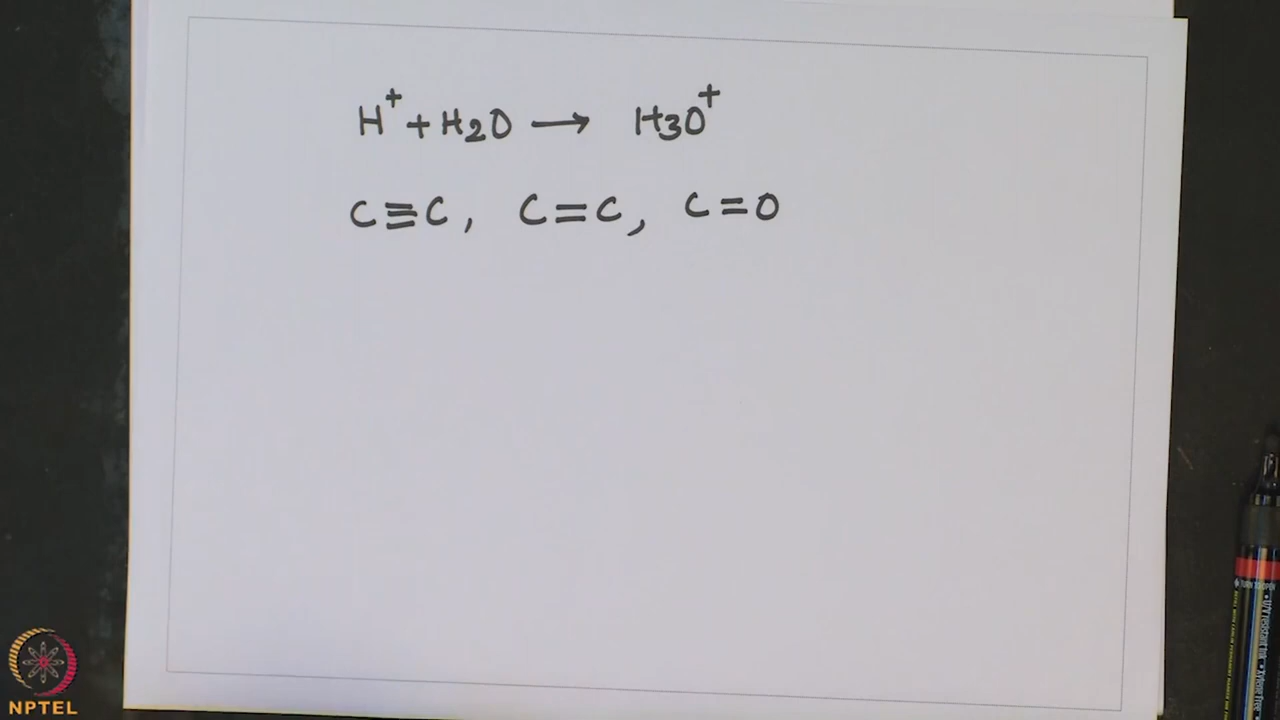 H⁺ + H₂O ⟶ H₃O⁺
C≡C, C=C, C=O
NPTEL